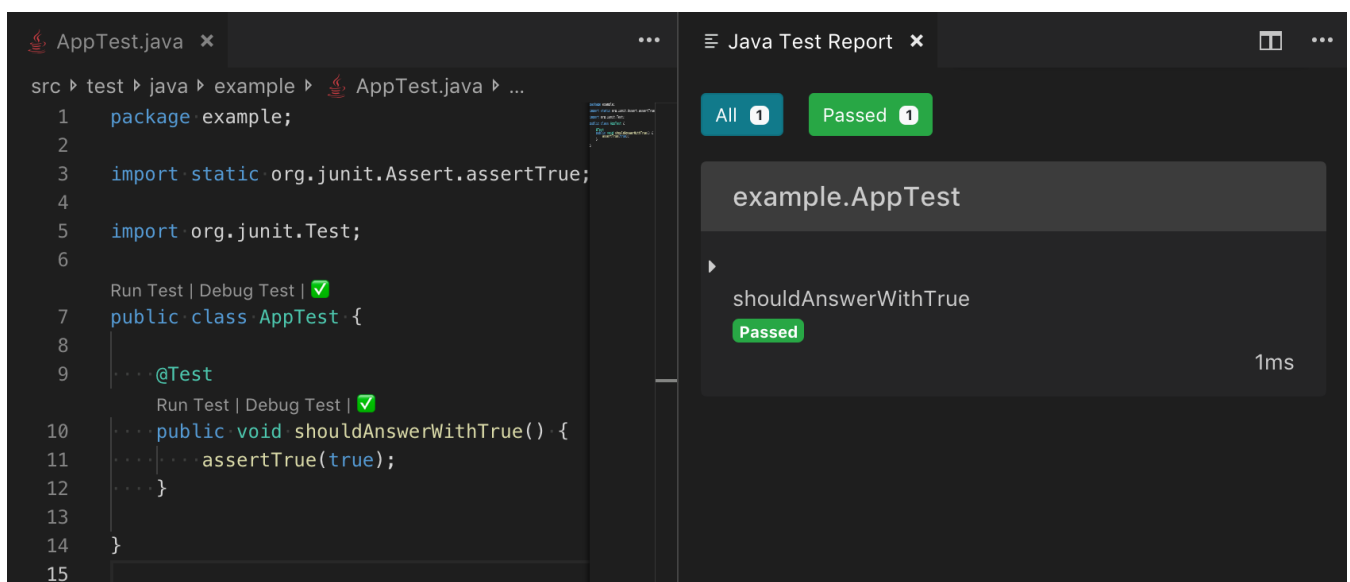 AppTest.java ×
src test java example AppTest.java ...
1 package example;
2
3 import static org.junit.Assert.assertTrue;
4
5 import org.junit.Test;
6
Run Test | Debug Test | ✅
7 public class AppTest {
8
9 @Test
Run Test | Debug Test | ✅
10 public void shouldAnswerWithTrue() {
11 assertTrue(true);
12 }
13
14 }
15
Java Test Report ×
All 1 Passed 1
example.AppTest
shouldAnswerWithTrue
Passed
1ms